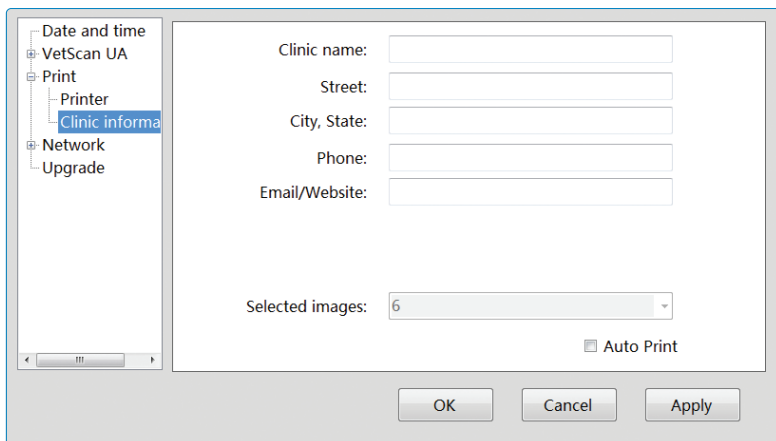 Date and time
VetScan UA
Print
Printer
Clinic informa
Network
Upgrade
Clinic name:
Street:
City, State:
Phone:
Email/Website:
Selected images: 6
Auto Print
OK Cancel Apply